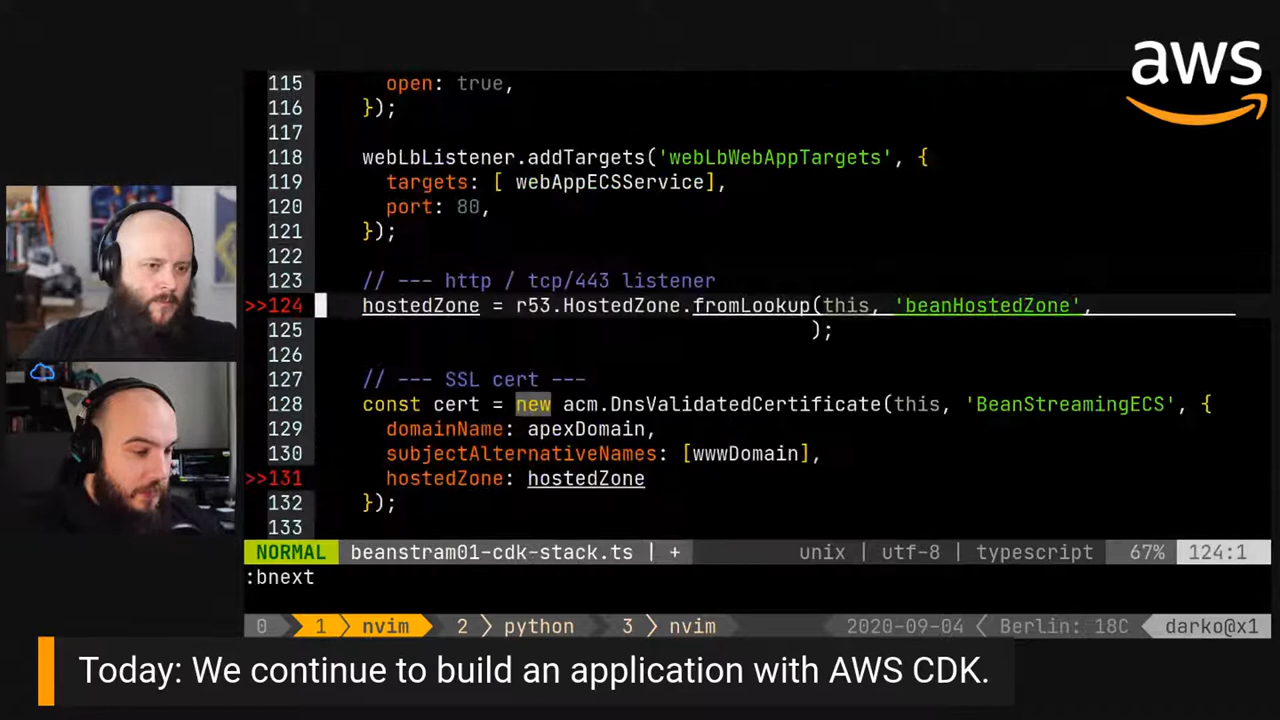 aws
115       open: true,
116     });
117
118     webLbListener.addTargets('webLbWebAppTargets', {
119       targets: [ webAppECSService],
120       port: 80,
121     });
122
123     // --- http / tcp/443 listener
>>124     hostedZone = r53.HostedZone.fromLookup(this, 'beanHostedZone',
125                                           );
126
127     // --- SSL cert ---
128     const cert = new acm.DnsValidatedCertificate(this, 'BeanStreamingECS', {
129       domainName: apexDomain,
130       subjectAlternativeNames: [wwwDomain],
>>131       hostedZone: hostedZone
132     });
133
NORMAL beanstram01-cdk-stack.ts | + unix | utf-8 | typescript 67% 124:1
:bnext
0 1 nvim 2 python 3 nvim 2020-09-04 Berlin: 18C darko@x1
Today: We continue to build an application with AWS CDK.